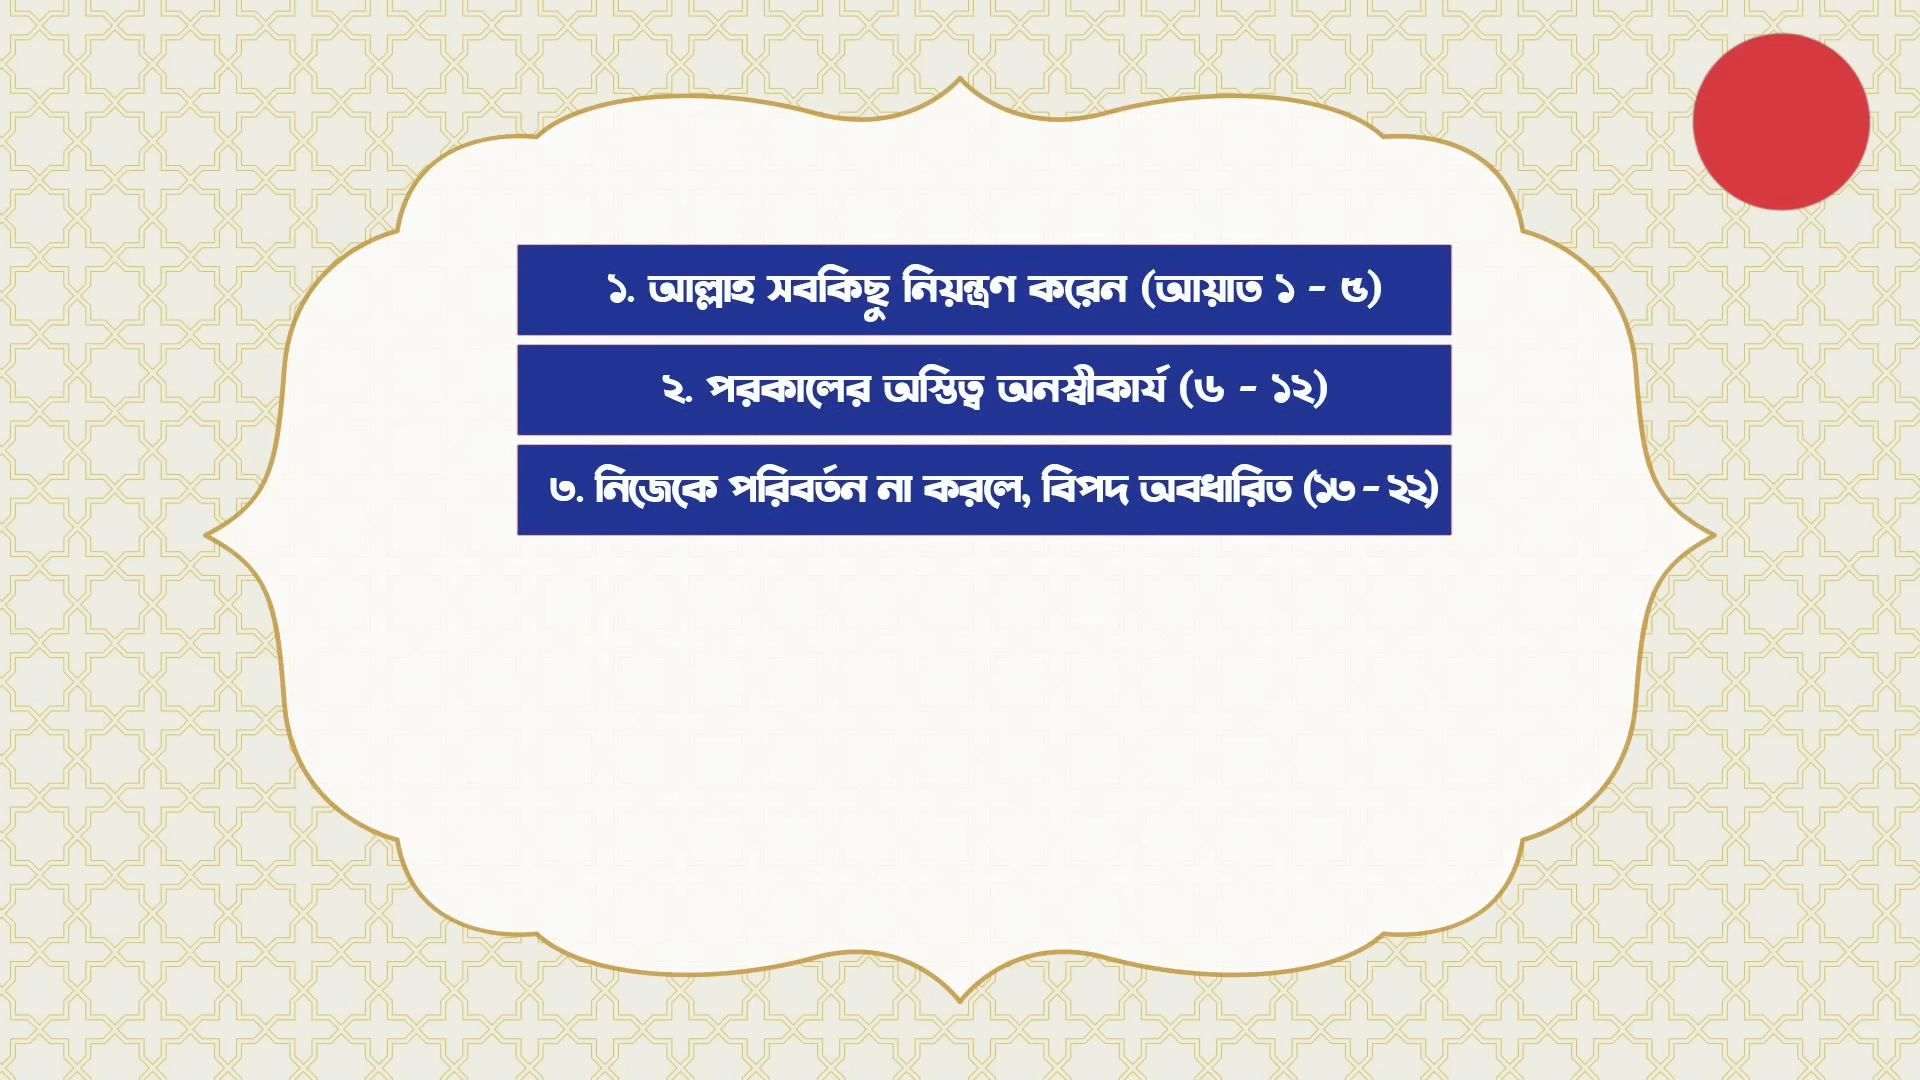 ১. আল্লাহ সবকিছু নিয়ন্ত্রণ করেন (আয়াত ১ - ৫)
২. পরকালের অস্তিত্ব অনস্বীকার্য (৬ - ১২)
৩. নিজেকে পরিবর্তন না করলে, বিপদ অবধারিত (১৩ - ২২)